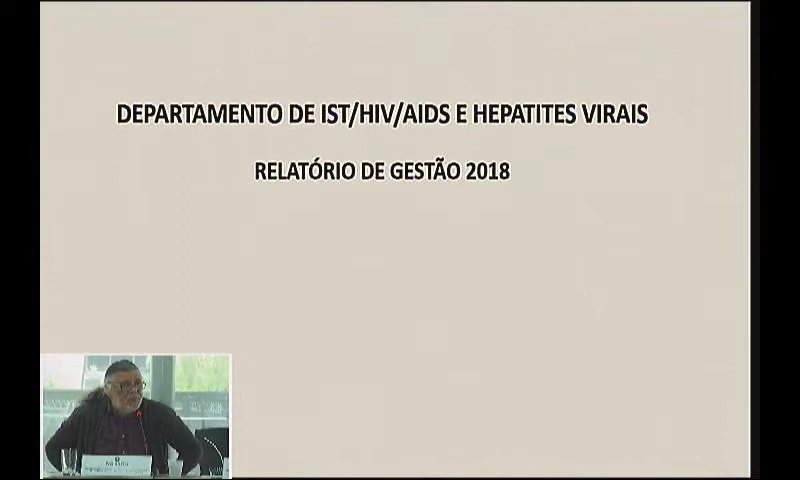 DEPARTAMENTO DE IST/HIV/AIDS E HEPATITES VIRAIS
RELATÓRIO DE GESTÃO 2018